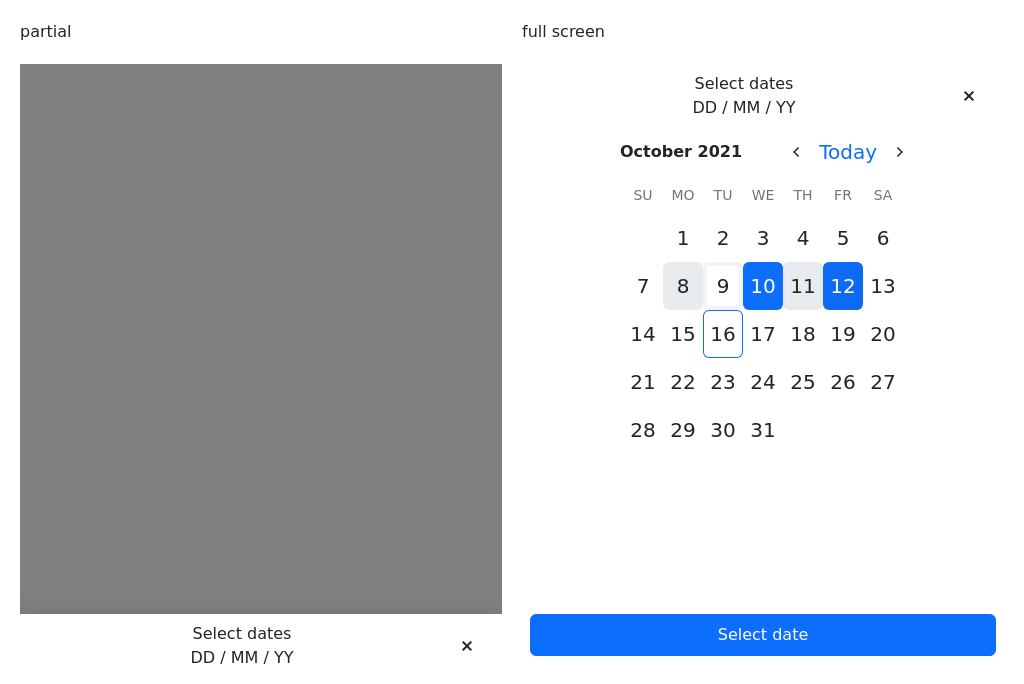 partial
Select dates
DD / MM / YY
×
full screen
Select dates
DD / MM / YY
×
October 2021 ‹ Today ›
SU MO TU WE TH FR SA
1 2 3 4 5 6
7 8 9 10 11 12 13
14 15 16 17 18 19 20
21 22 23 24 25 26 27
28 29 30 31
Select date